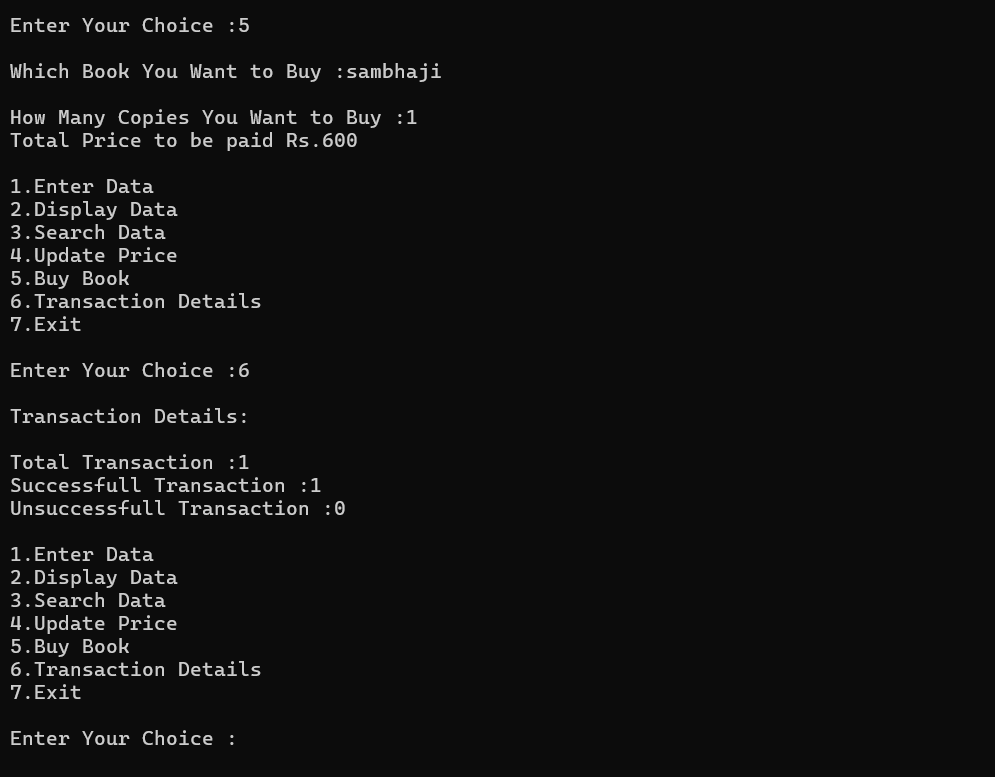 Enter Your Choice :5
Which Book You Want to Buy :sambhaji
How Many Copies You Want to Buy :1
Total Price to be paid Rs.600
1.Enter Data
2.Display Data
3.Search Data
4.Update Price
5.Buy Book
6.Transaction Details
7.Exit
Enter Your Choice :6
Transaction Details:
Total Transaction :1
Successfull Transaction :1
Unsuccessfull Transaction :0
1.Enter Data
2.Display Data
3.Search Data
4.Update Price
5.Buy Book
6.Transaction Details
7.Exit
Enter Your Choice :